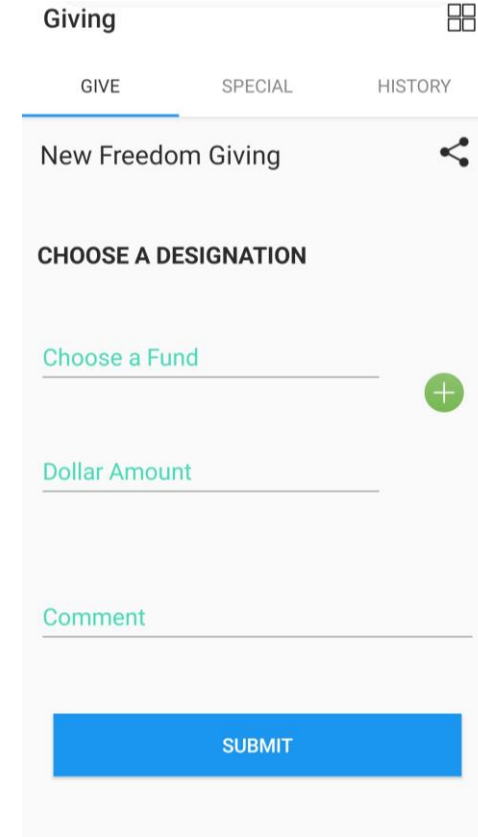 Giving
GIVE SPECIAL HISTORY
New Freedom Giving
CHOOSE A DESIGNATION
Choose a Fund
Dollar Amount
Comment
SUBMIT